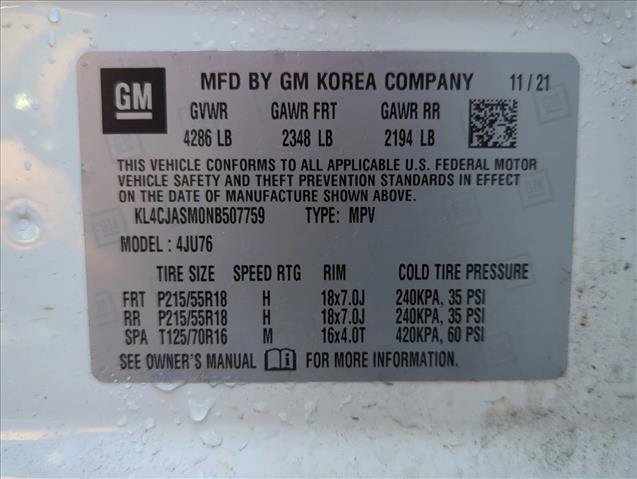 GM MFD BY GM KOREA COMPANY 11/21
GVWR GAWR FRT GAWR RR
4286 LB 2348 LB 2194 LB
THIS VEHICLE CONFORMS TO ALL APPLICABLE U.S. FEDERAL MOTOR
VEHICLE SAFETY AND THEFT PREVENTION STANDARDS IN EFFECT
ON THE DATE OF MANUFACTURE SHOWN ABOVE.
KL4CJASM0NB507759 TYPE: MPV
MODEL: 4JU76
TIRE SIZE SPEED RTG RIM COLD TIRE PRESSURE
FRT P215/55R18 H 18x7.0J 240KPA, 35 PSI
RR P215/55R18 H 18x7.0J 240KPA, 35 PSI
SPA T125/70R16 M 16x4.0T 420KPA, 60 PSI
SEE OWNER'S MANUAL i FOR MORE INFORMATION.